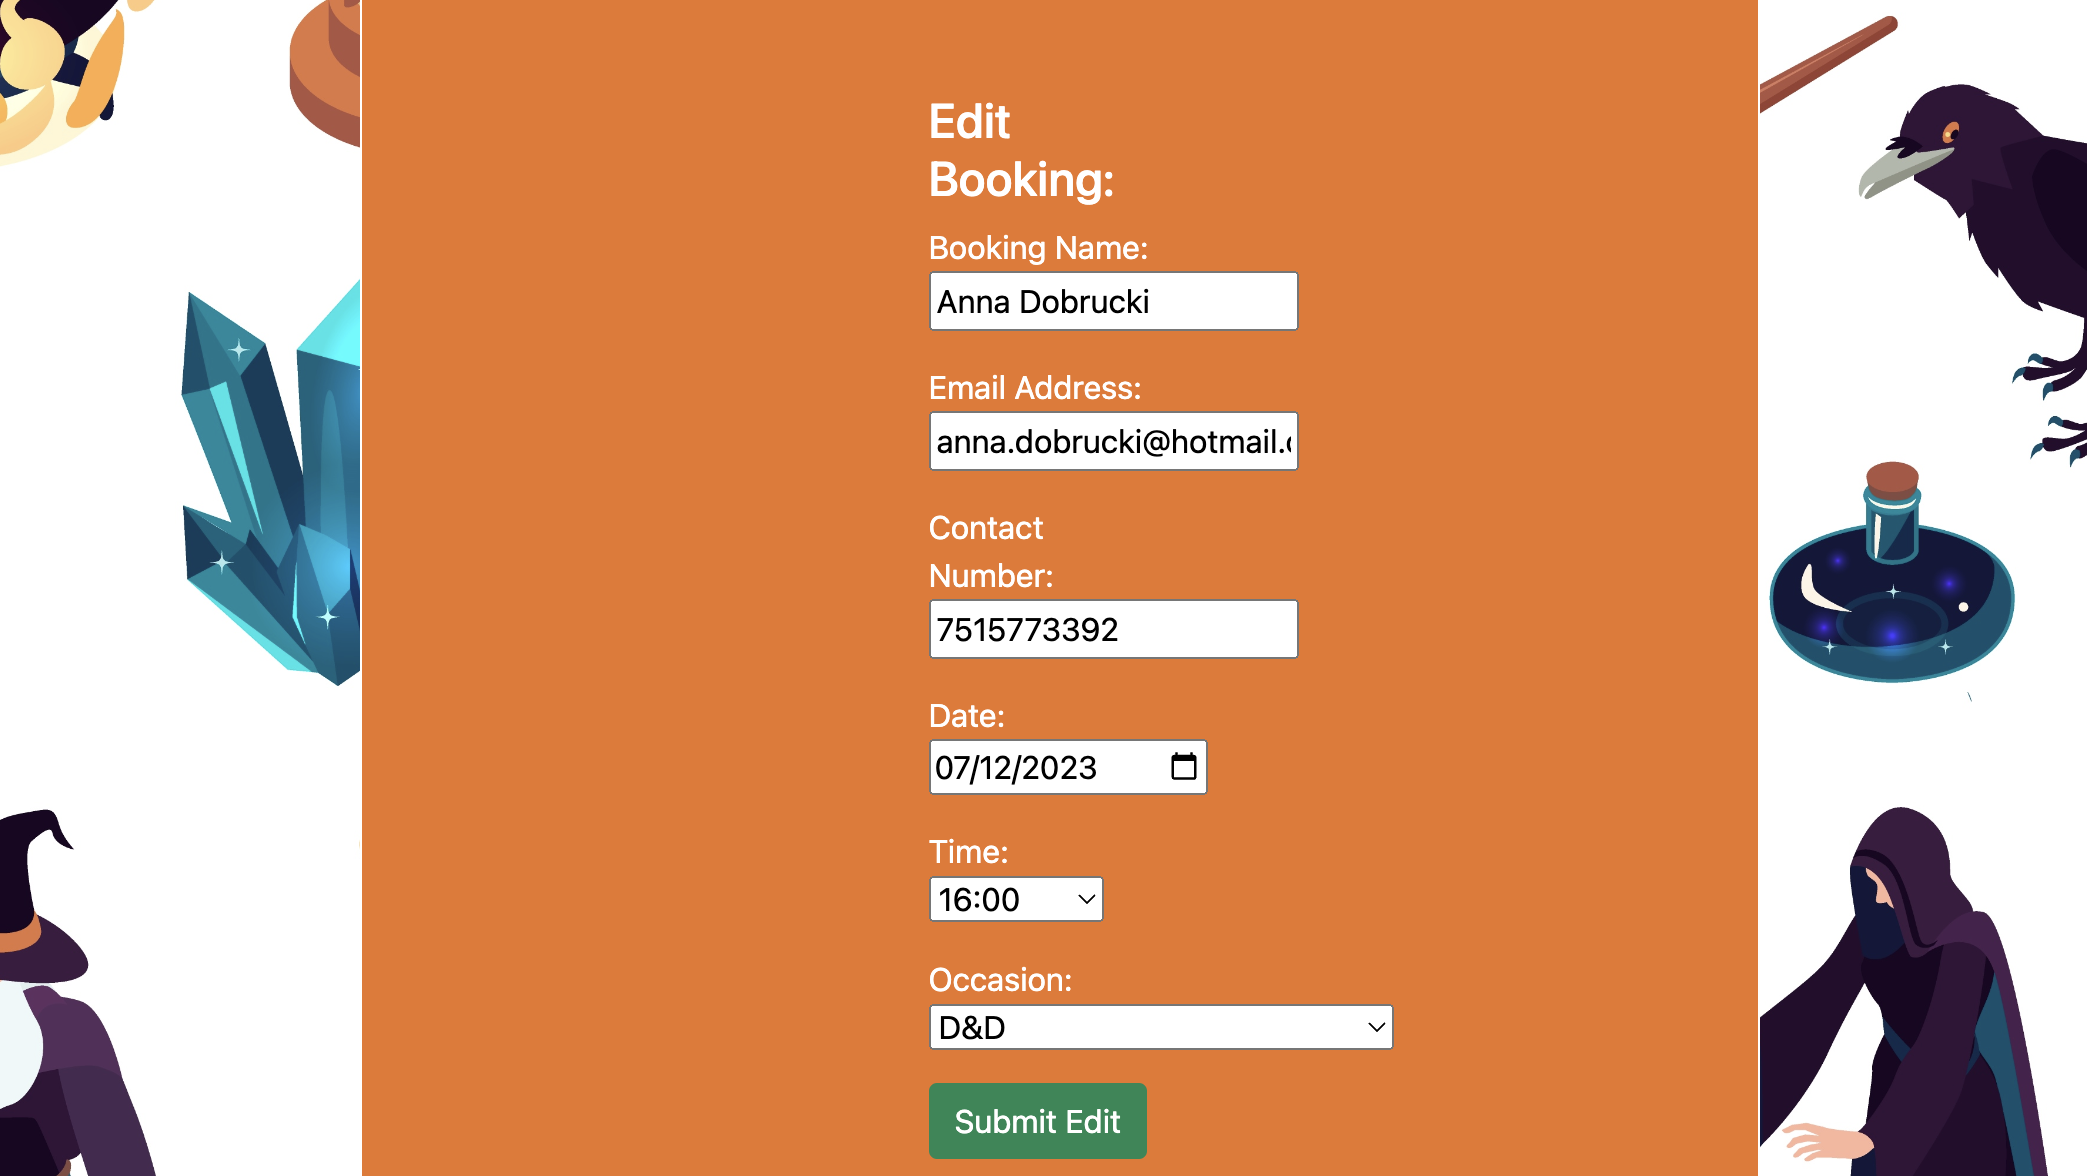 Edit
Booking:
Booking Name:
Anna Dobrucki
Email Address:
anna.dobrucki@hotmail.c
Contact
Number:
7515773392
Date:
07/12/2023
Time:
16:00
Occasion:
D&D
Submit Edit